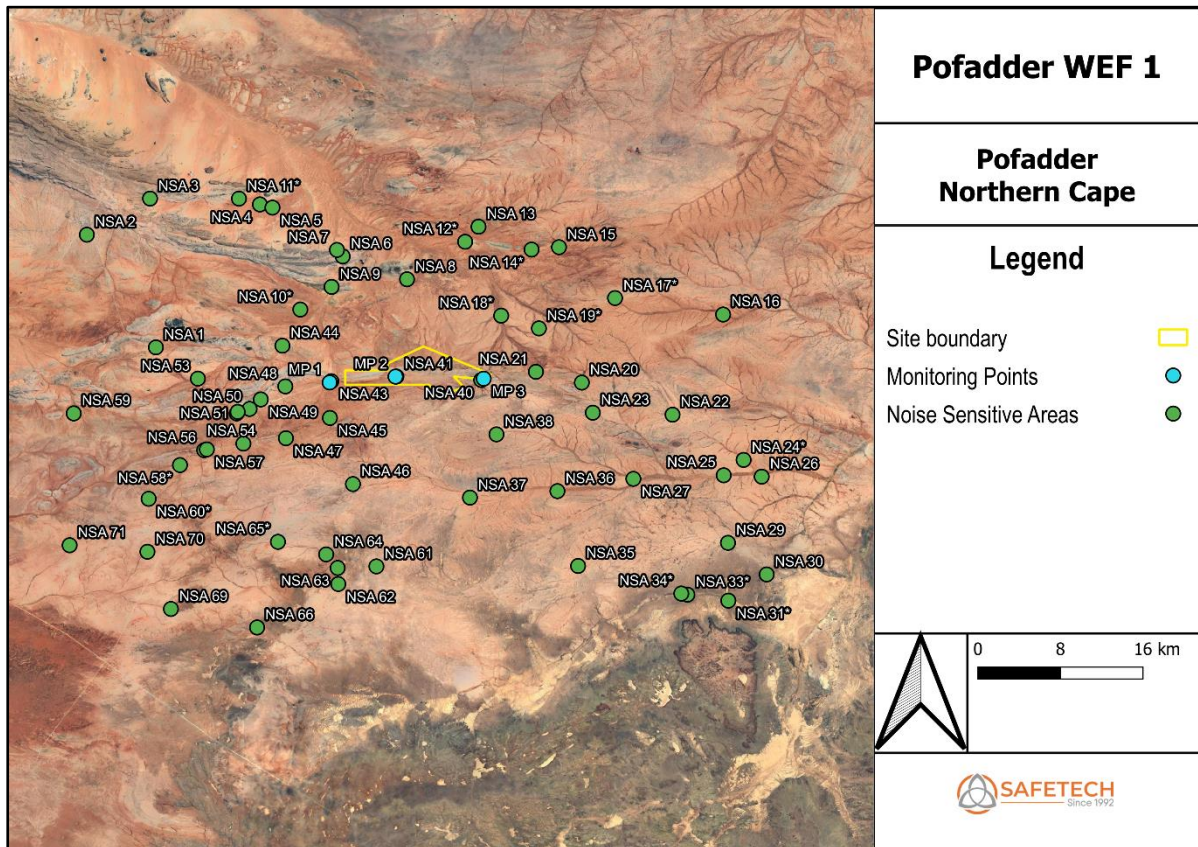 Pofadder WEF 1
Pofadder
Northern Cape
Legend
Site boundary
Monitoring Points
Noise Sensitive Areas
0 8 16 km
SAFETECH
Since 1992
NSA 3
NSA 11*
NSA 4
NSA 5
NSA 2
NSA 13
NSA 12*
NSA 7
NSA 6
NSA 14*
NSA 15
NSA 9
NSA 8
NSA 10*
NSA 17*
NSA 16
NSA 18*
NSA 19*
NSA 1
NSA 44
NSA 53
NSA 48
MP 1
MP 2
NSA 41
NSA 21
NSA 20
NSA 43
NSA 40
MP 3
NSA 59
NSA 50
NSA 51
NSA 49
NSA 45
NSA 23
NSA 22
NSA 56
NSA 54
NSA 57
NSA 47
NSA 38
NSA 58*
NSA 46
NSA 25
NSA 24*
NSA 26
NSA 60*
NSA 37
NSA 36
NSA 27
NSA 71
NSA 70
NSA 65*
NSA 64
NSA 61
NSA 29
NSA 35
NSA 30
NSA 63
NSA 62
NSA 34*
NSA 33*
NSA 31*
NSA 69
NSA 66